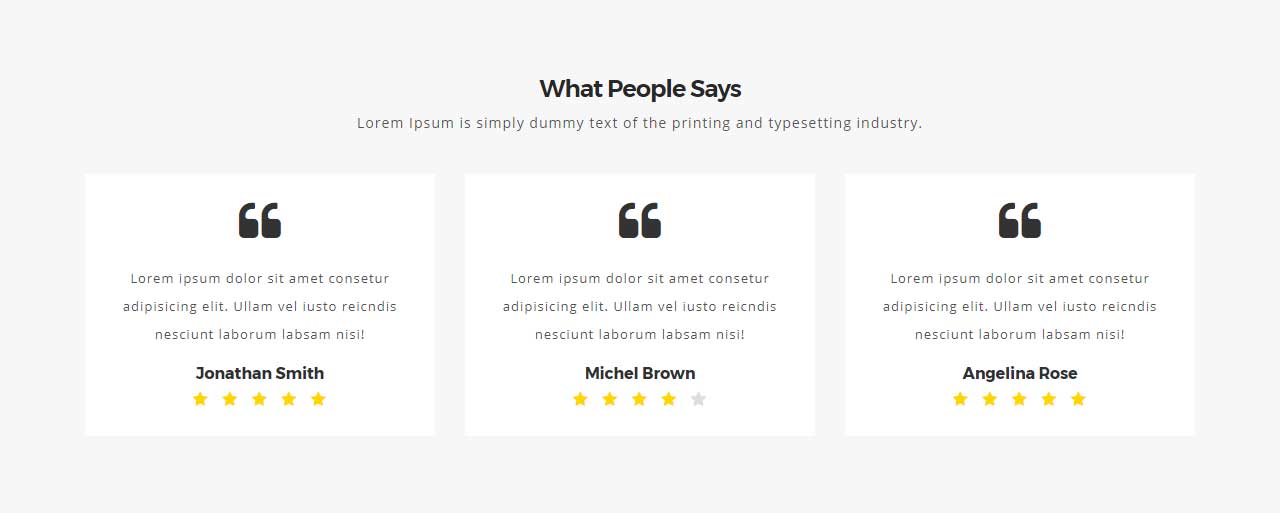 What People Says
Lorem Ipsum is simply dummy text of the printing and typesetting industry.
Lorem ipsum dolor sit amet consetur
adipisicing elit. Ullam vel iusto reicndis
nesciunt laborum labsam nisi!
Jonathan Smith
Lorem ipsum dolor sit amet consetur
adipisicing elit. Ullam vel iusto reicndis
nesciunt laborum labsam nisi!
Michel Brown
Lorem ipsum dolor sit amet consetur
adipisicing elit. Ullam vel iusto reicndis
nesciunt laborum labsam nisi!
Angelina Rose